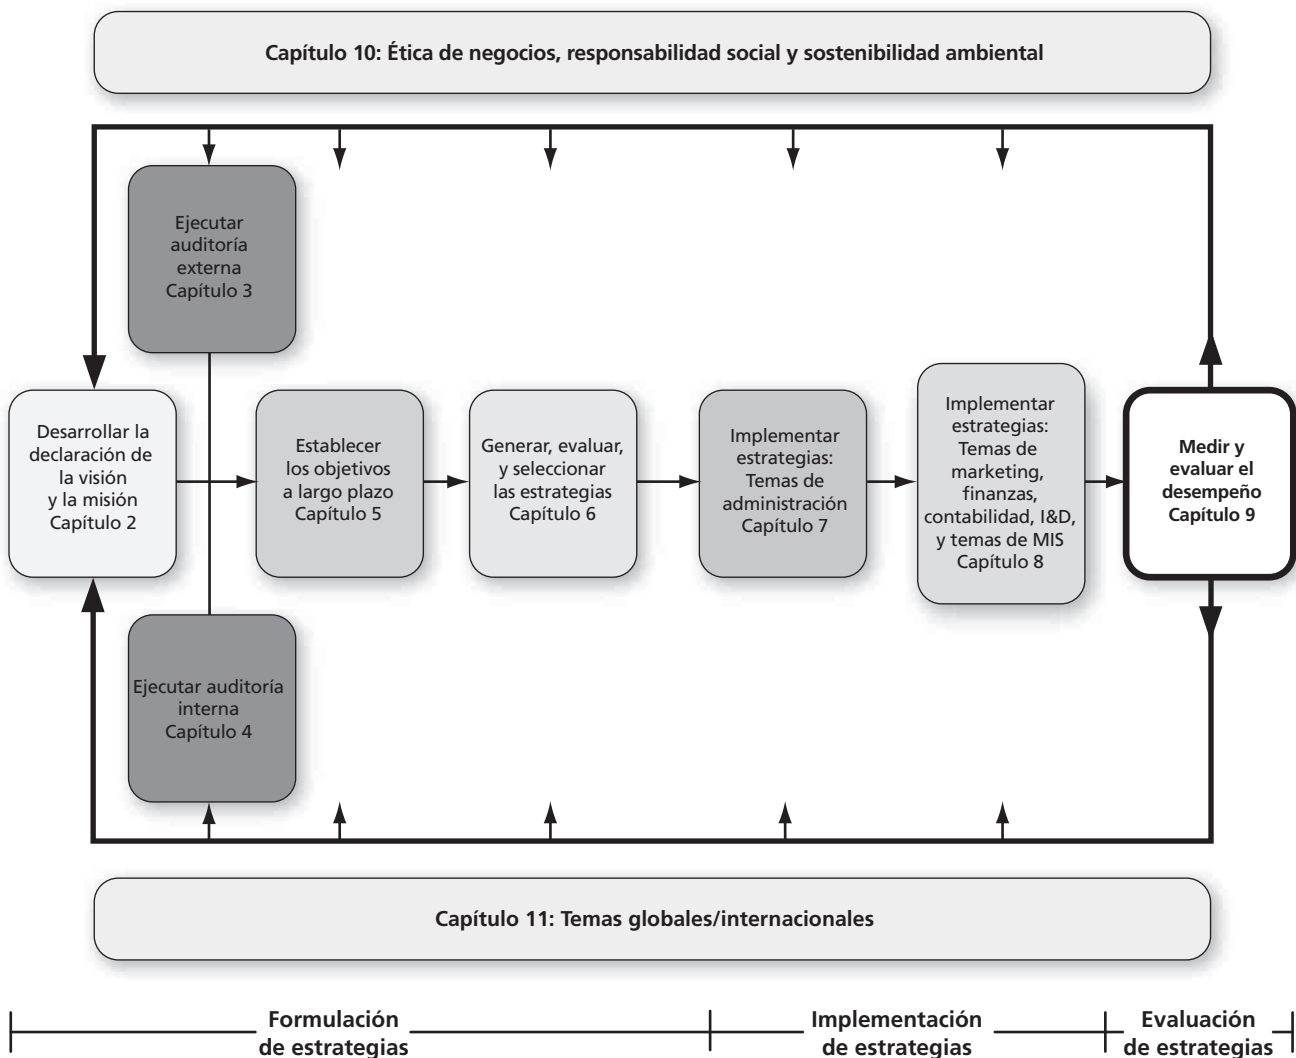 Capítulo 10: Ética de negocios, responsabilidad social y sostenibilidad ambiental
Ejecutar
auditoría
externa
Capítulo 3
Desarrollar la
declaración de
la visión
y la misión
Capítulo 2
Establecer
los objetivos
a largo plazo
Capítulo 5
Generar, evaluar,
y seleccionar
las estrategias
Capítulo 6
Implementar
estrategias:
Temas de
administración
Capítulo 7
Implementar
estrategias:
Temas de
marketing,
finanzas,
contabilidad, I&D,
y temas de MIS
Capítulo 8
Medir y
evaluar el
desempeño
Capítulo 9
Ejecutar auditoría
interna
Capítulo 4
Capítulo 11: Temas globales/internacionales
Formulación
de estrategias
Implementación
de estrategias
Evaluación
de estrategias